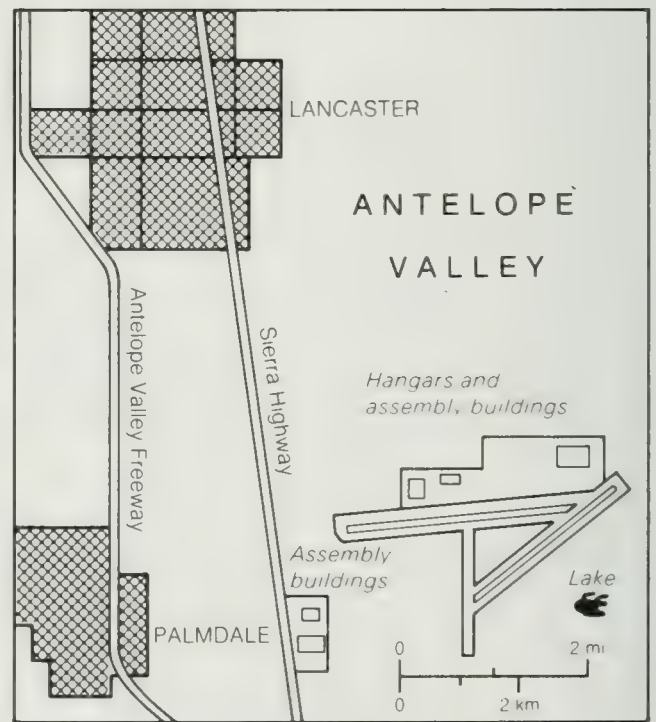 LANCASTER
ANTELOPE
VALLEY
Antelope Valley Freeway
Sierra Highway
Hangars and
assembl, buildings
Assembly
buildings
Lake
PALMDALE
0 2 mi
0 2 km